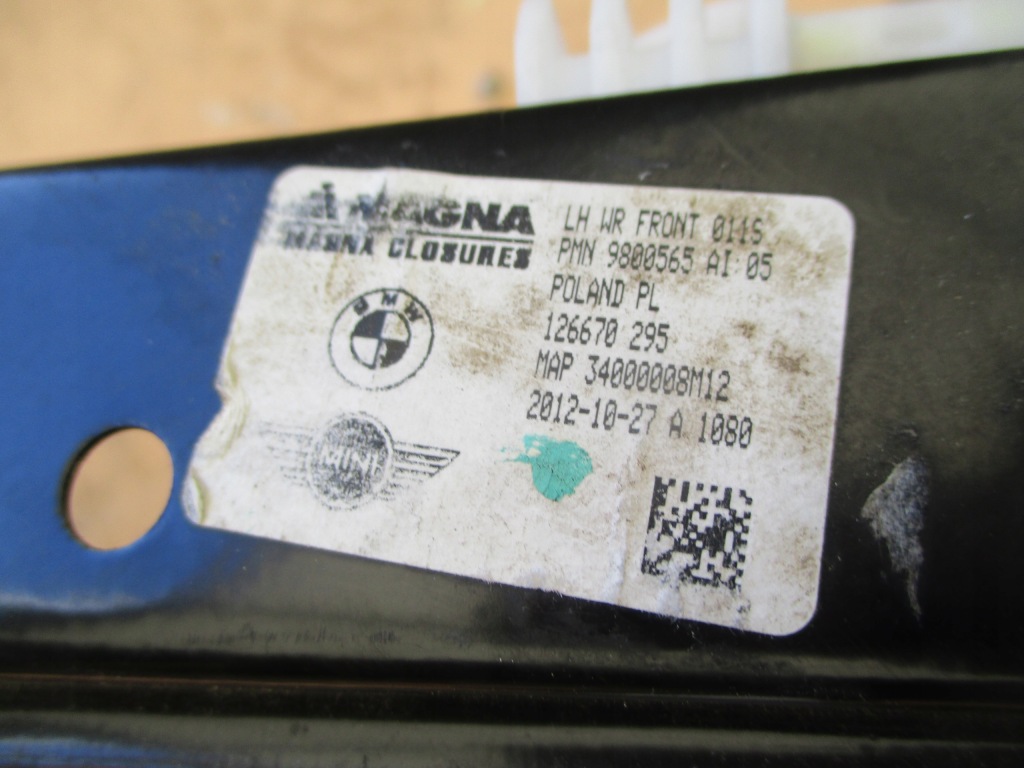 MAGNA
MAGNA CLOSURES
BMW
MINI
LH WR FRONT 011S
PMN 9800565 AI 05
POLAND PL
126670 295
MAP 34000008M12
2012-10-27 A 1080